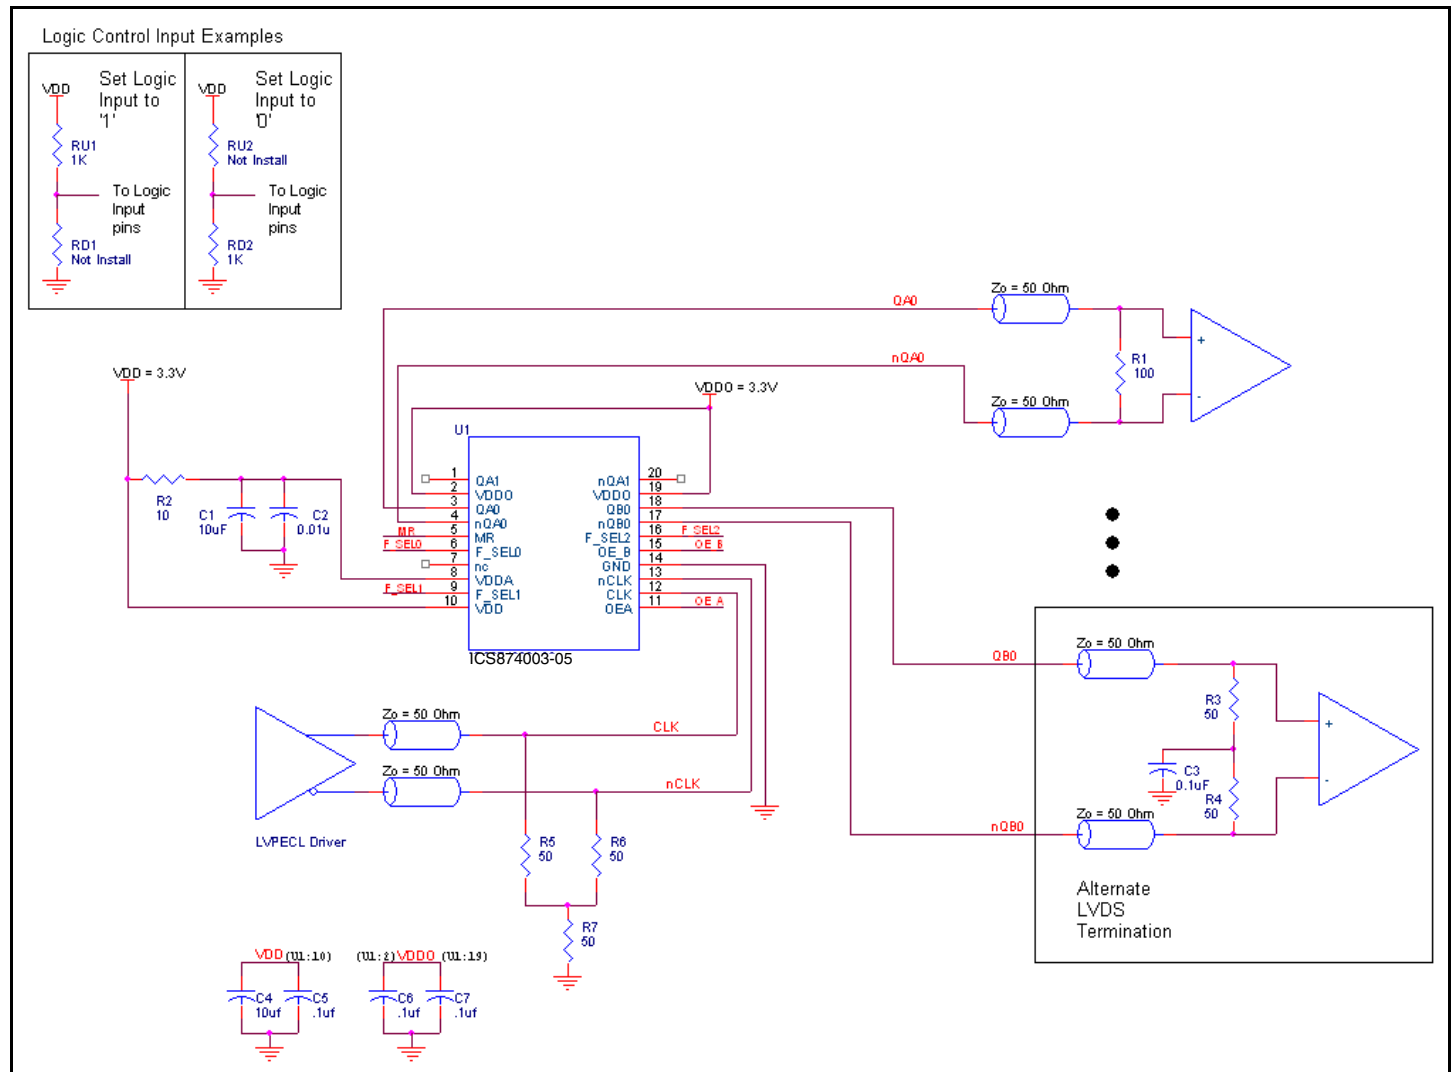 Logic Control Input Examples
VDD
Set Logic
Input to
'1'
RU1
1K
To Logic
Input
pins
RD1
Not Install
VDD
Set Logic
Input to
'0'
RU2
Not Install
To Logic
Input
pins
RD2
1K
VDD = 3.3V
R2
10
C1
10uF
C2
0.01u
QA0
nQA0
VDDO = 3.3V
Zo = 50 Ohm
R1
100
+
-
Zo = 50 Ohm
U1
1 QA1
2 VDDO
3 QA0
4 nQA0
MR 5 MR
F_SEL0 6 F_SEL0
7 nc
8 VDDA
F_SEL1 9 F_SEL1
10 VDD
nQA1 20
VDDO 19
QB0 18
nQB0 17
F_SEL2 16 F_SEL2
OE_B 15 OE_B
GND 14
nCLK 13
CLK 12
OEA 11 OE_A
ICS874003-05
Zo = 50 Ohm
CLK
Zo = 50 Ohm
nCLK
LVPECL Driver
R5
50
R6
50
R7
50
QB0
Zo = 50 Ohm
R3
50
C3
0.1uF
R4
50
+
-
nQB0
Zo = 50 Ohm
Alternate
LVDS
Termination
VDD (U1:10)
C4
10uf
C5
.1uf
(U1:2) VDDO (U1:19)
C6
.1uf
C7
.1uf